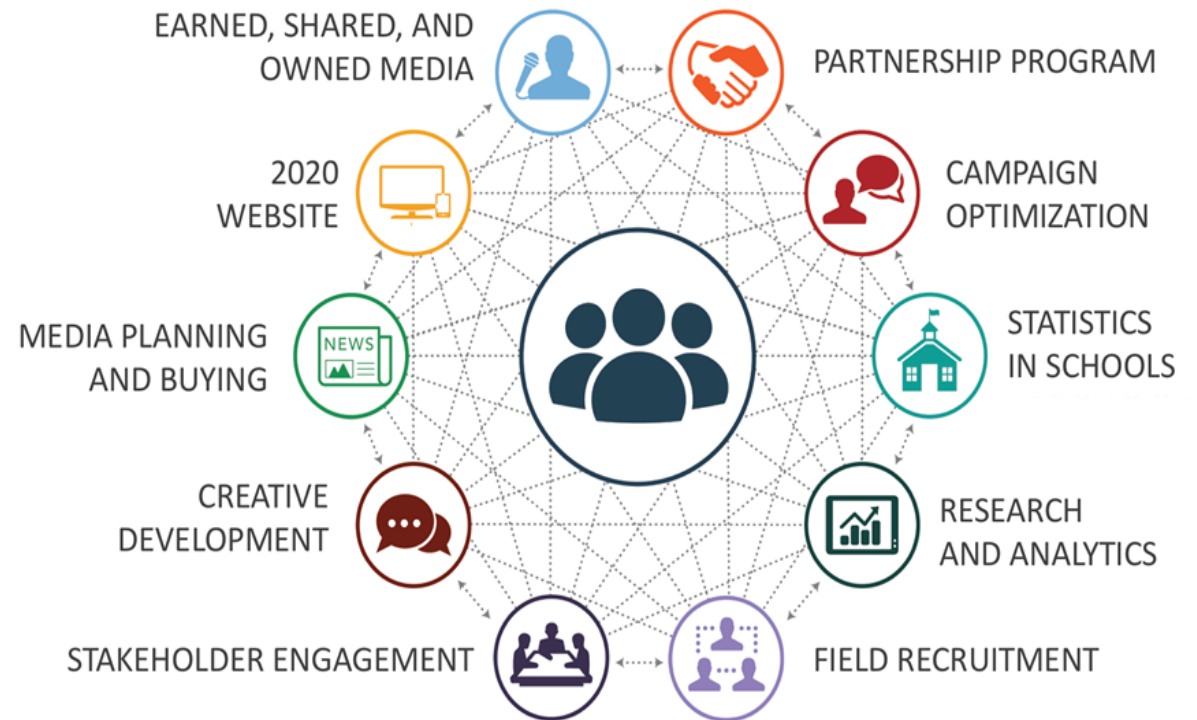 EARNED, SHARED, AND
OWNED MEDIA
PARTNERSHIP PROGRAM
2020
WEBSITE
CAMPAIGN
OPTIMIZATION
MEDIA PLANNING
AND BUYING
NEWS
STATISTICS
IN SCHOOLS
CREATIVE
DEVELOPMENT
RESEARCH
AND ANALYTICS
STAKEHOLDER ENGAGEMENT
FIELD RECRUITMENT